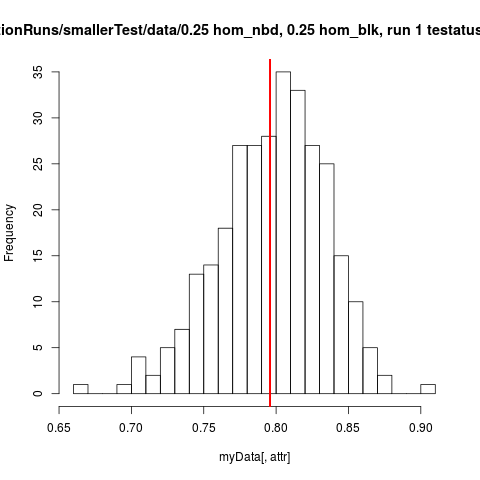 tionRuns/smallerTest/data/0.25 hom_nbd, 0.25 hom_blk, run 1 testatus
Frequency
35
30
25
20
15
10
5
0
0.65 0.70 0.75 0.80 0.85 0.90
myData[, attr]